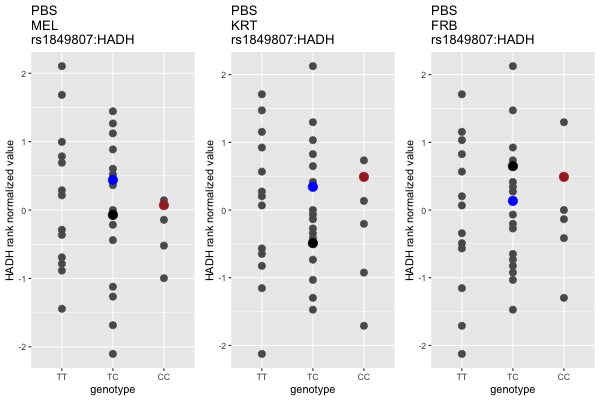 PBS
MEL
rs1849807:HADH
HADH rank normalized value
2
1
0
-1
-2
TT
TC
CC
genotype
PBS
KRT
rs1849807:HADH
HADH rank normalized value
2
1
0
-1
-2
TT
TC
CC
genotype
PBS
FRB
rs1849807:HADH
HADH rank normalized value
2
1
0
-1
-2
TT
TC
CC
genotype